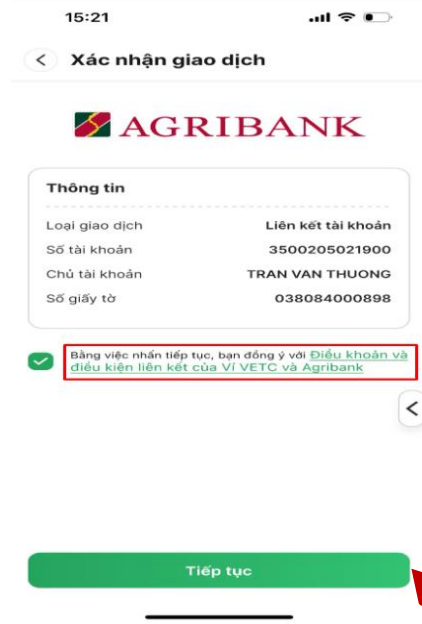 15:21
Xác nhận giao dịch
AGRIBANK
Thông tin
Loại giao dịch Liên kết tài khoản
Số tài khoản 3500205021900
Chủ tài khoản TRAN VAN THUONG
Số giấy tờ 038084000898
Bằng việc nhấn tiếp tục, bạn đồng ý với Điều khoản và
điều kiện liên kết của Ví VETC và Agribank
Tiếp tục